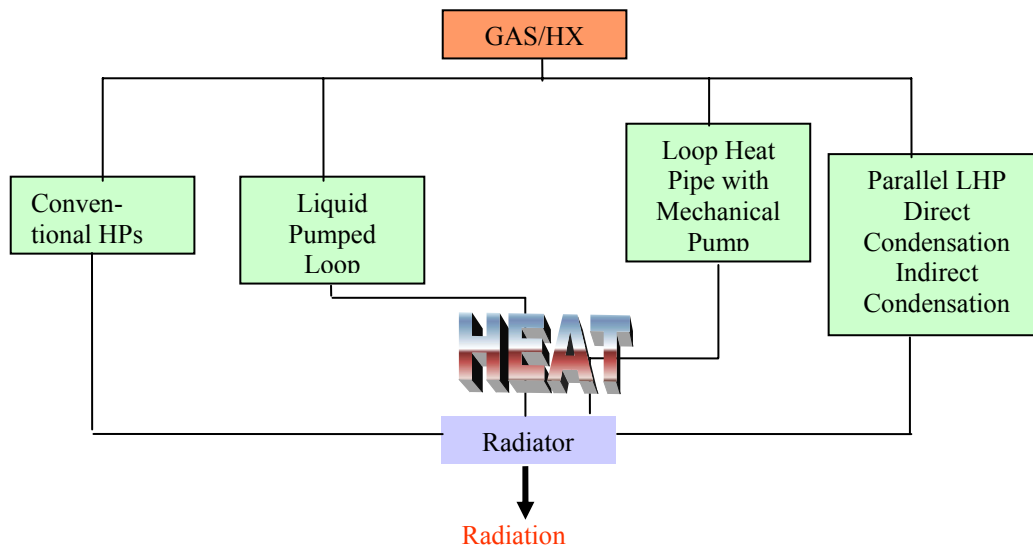 GAS/HX
Conven-
tional HPs
Liquid
Pumped
Loop
Loop Heat
Pipe with
Mechanical
Pump
Parallel LHP
Direct
Condensation
Indirect
Condensation
HEAT
Radiator
Radiation